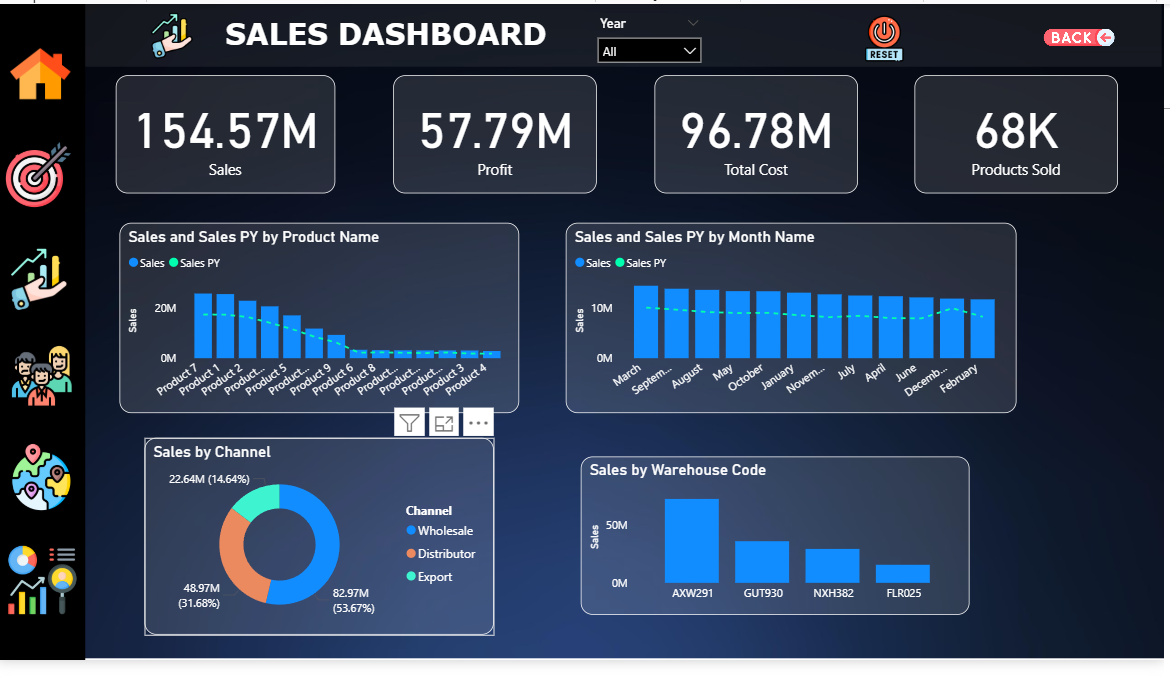 SALES DASHBOARD
Year
All
RESET
BACK
154.57M
Sales
57.79M
Profit
96.78M
Total Cost
68K
Products Sold
Sales and Sales PY by Product Name
Sales Sales PY
Sales
20M
0M
Product 7
Product 1
Product 2
Product...
Product 5
Product...
Product 9
Product 6
Product 8
Product...
Product...
Product...
Product 3
Product 4
Sales and Sales PY by Month Name
Sales Sales PY
Sales
10M
0M
March
Septem...
August
May
October
January
Novem...
July
April
June
Decemb...
February
Sales by Channel
22.64M (14.64%)
48.97M
(31.68%)
82.97M
(53.67%)
Channel
Wholesale
Distributor
Export
Sales by Warehouse Code
Sales
50M
0M
AXW291
GUT930
NXH382
FLR025